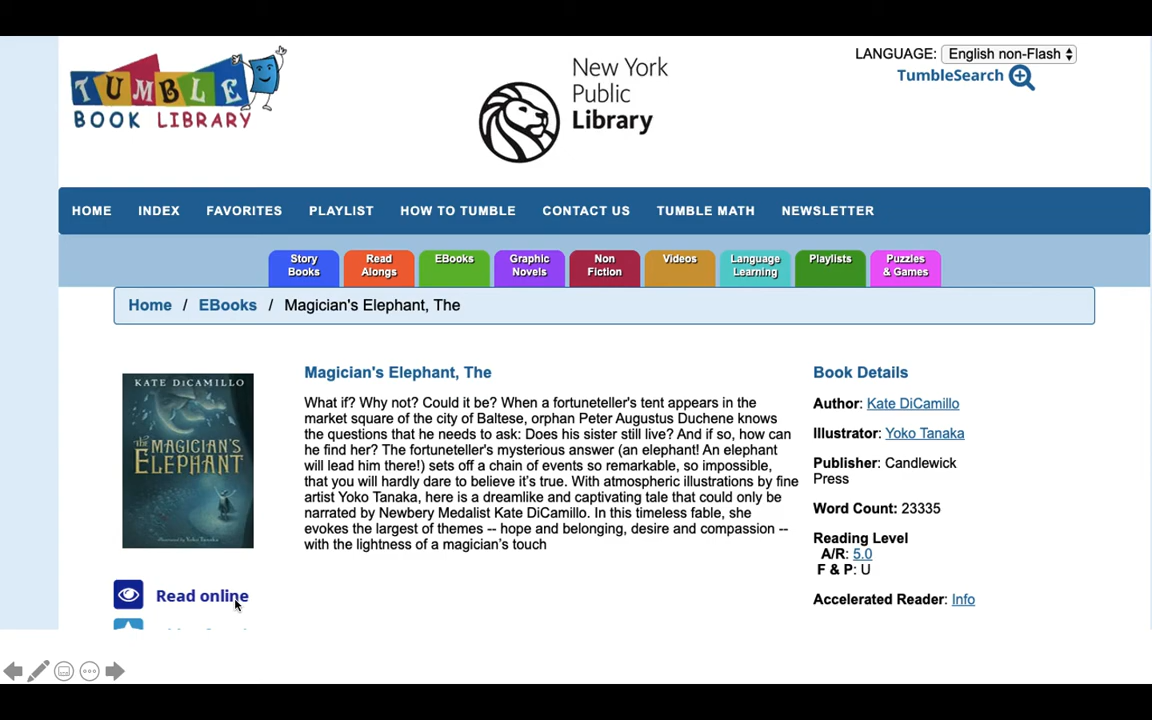 LANGUAGE: English non-Flash
TumbleSearch
TUMBLE
BOOK LIBRARY
New York
Public
Library
HOME INDEX FAVORITES PLAYLIST HOW TO TUMBLE CONTACT US TUMBLE MATH NEWSLETTER
Story Books
Read Alongs
EBooks
Graphic Novels
Non Fiction
Videos
Language Learning
Playlists
Puzzles & Games
Home / EBooks / Magician's Elephant, The
KATE DICAMILLO
THE MAGICIAN'S
ELEPHANT
Magician's Elephant, The
What if? Why not? Could it be? When a fortuneteller's tent appears in the
market square of the city of Baltese, orphan Peter Augustus Duchene knows
the questions that he needs to ask: Does his sister still live? And if so, how can
he find her? The fortuneteller's mysterious answer (an elephant! An elephant
will lead him there!) sets off a chain of events so remarkable, so impossible,
that you will hardly dare to believe it's true. With atmospheric illustrations by fine
artist Yoko Tanaka, here is a dreamlike and captivating tale that could only be
narrated by Newbery Medalist Kate DiCamillo. In this timeless fable, she
evokes the largest of themes -- hope and belonging, desire and compassion --
with the lightness of a magician's touch
Book Details
Author: Kate DiCamillo
Illustrator: Yoko Tanaka
Publisher: Candlewick
Press
Word Count: 23335
Reading Level
A/R: 5.0
F & P: U
Accelerated Reader: Info
Read online